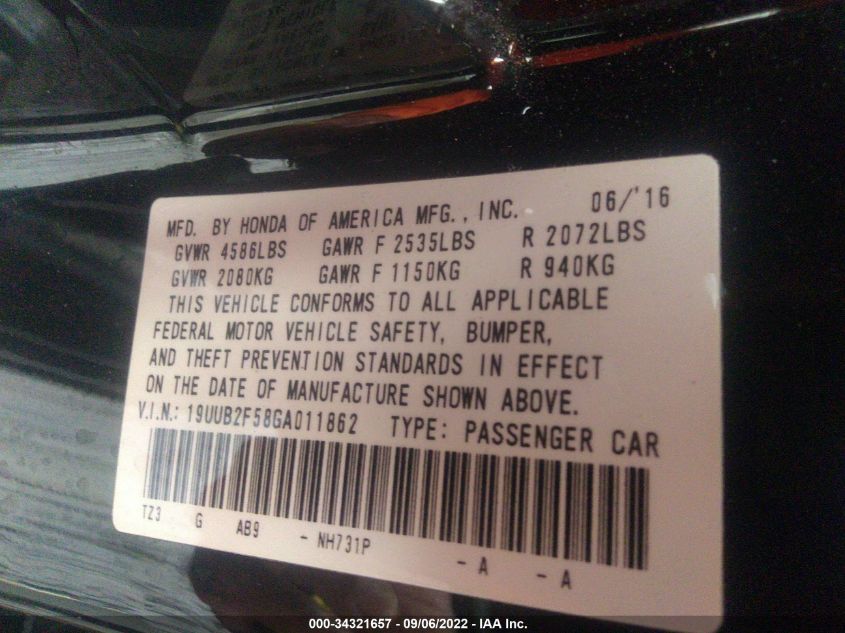 MFD. BY HONDA OF AMERICA MFG., INC. 06/'16
GVWR 4586LBS GAWR F 2535LBS R 2072LBS
GVWR 2080KG GAWR F 1150KG R 940KG
THIS VEHICLE CONFORMS TO ALL APPLICABLE
FEDERAL MOTOR VEHICLE SAFETY, BUMPER,
AND THEFT PREVENTION STANDARDS IN EFFECT
ON THE DATE OF MANUFACTURE SHOWN ABOVE.
V.I.N.: 19UUB2F58GA011862 TYPE: PASSENGER CAR
TZ3 G AB9 - NH731P - A - A
000-34321657 - 09/06/2022 - IAA Inc.